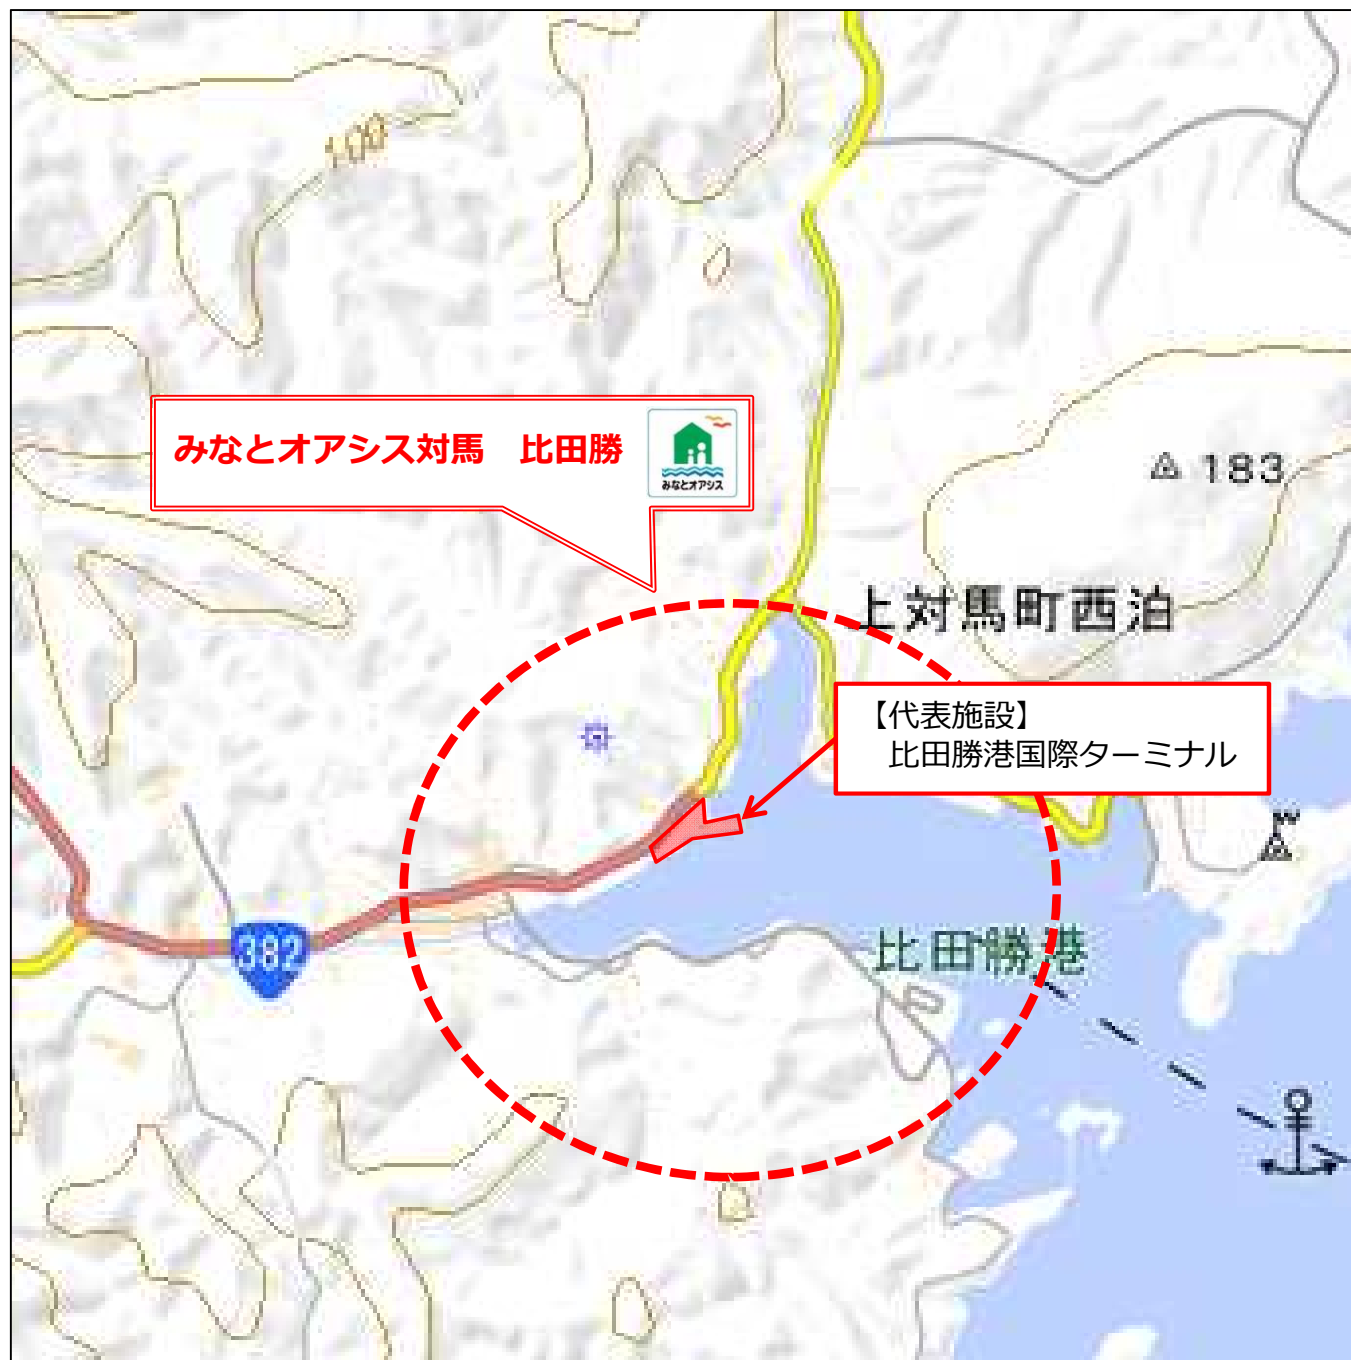 100
みなとオアシス対馬　比田勝
みなとオアシス
183
上対馬町西泊
【代表施設】
比田勝港国際ターミナル
382
比田勝港